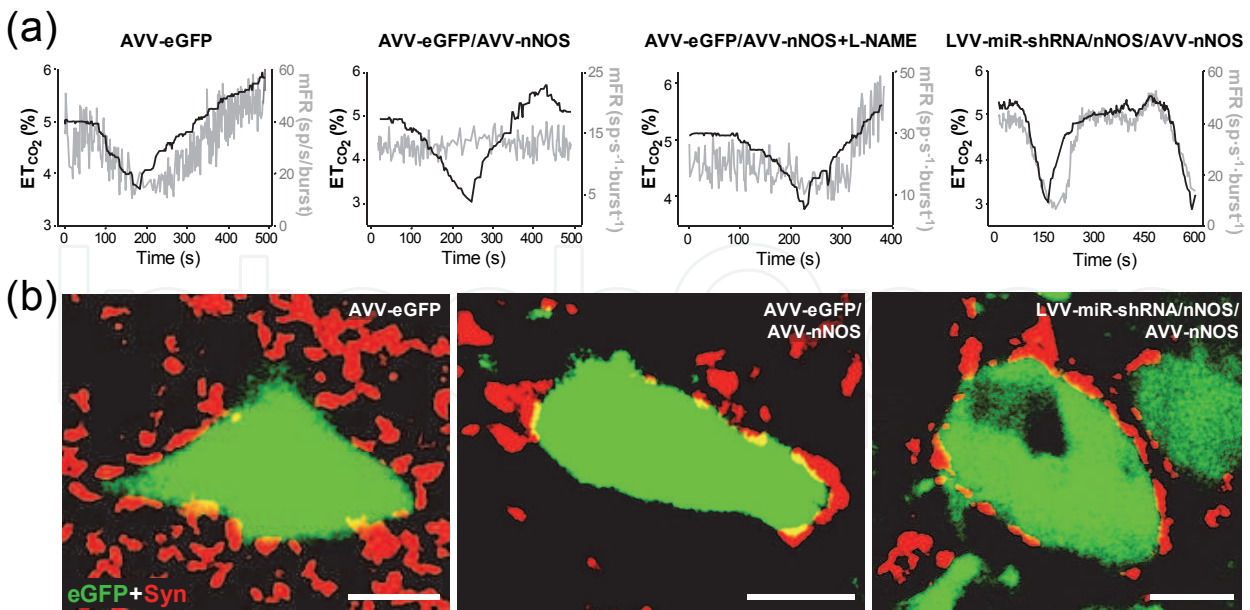 (a)
AVV-eGFP
AVV-eGFP/AVV-nNOS
AVV-eGFP/AVV-nNOS+L-NAME
LVV-miR-shRNA/nNOS/AVV-nNOS
6
5
4
3
ETCO2 (%)
60
40
20
0
mFR (sp/s/burst)
0 100 200 300 400 500
Time (s)
6
5
4
3
ETCO2 (%)
25
15
5
mFR (sp·s-1·burst-1)
0 100 200 300 400 500
Time (s)
6
5
4
ETCO2 (%)
50
30
10
mFR (sp·s-1·burst-1)
0 100 200 300 400
Time (s)
6
5
4
3
ETCO2 (%)
60
40
20
0
mFR (sp·s-1·burst-1)
0 150 300 450 600
Time (s)
(b)
AVV-eGFP
eGFP+Syn
AVV-eGFP/
AVV-nNOS
LVV-miR-shRNA/nNOS/
AVV-nNOS